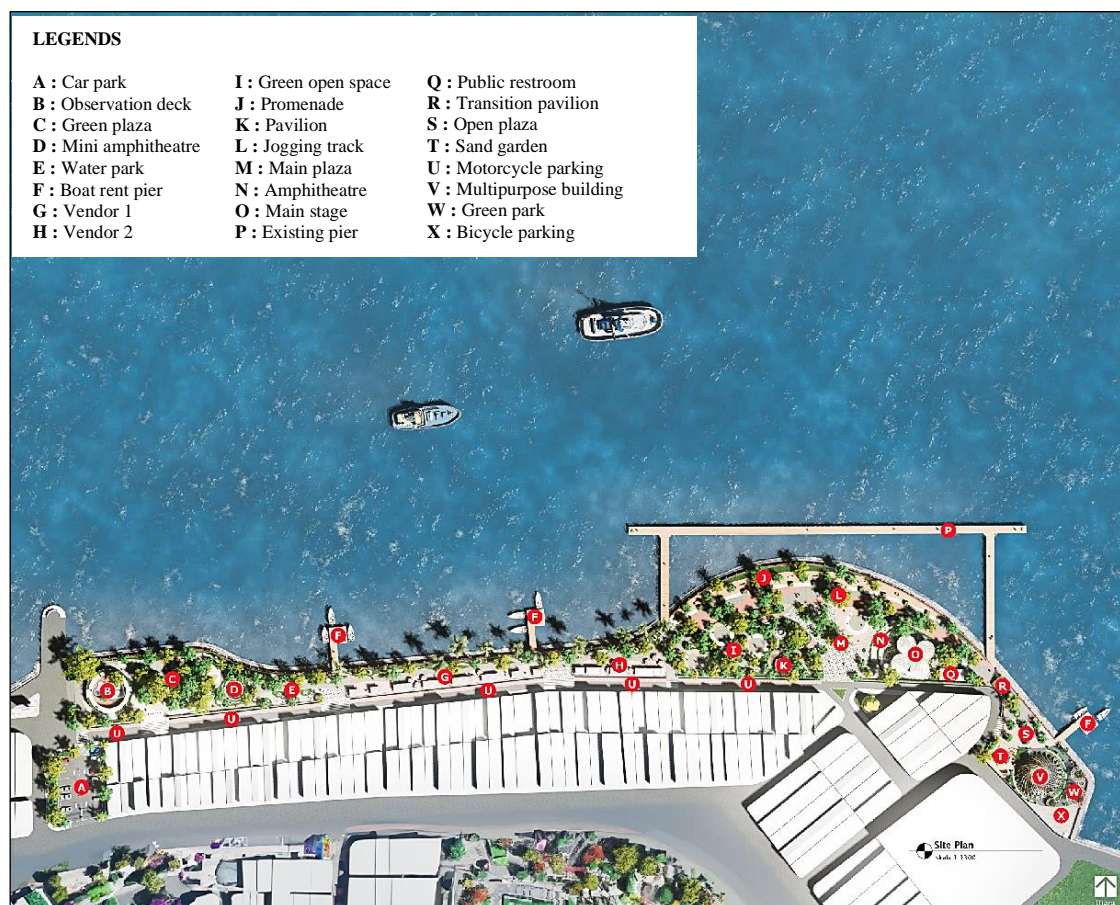 LEGENDS
A : Car park
B : Observation deck
C : Green plaza
D : Mini amphitheatre
E : Water park
F : Boat rent pier
G : Vendor 1
H : Vendor 2
I : Green open space
J : Promenade
K : Pavilion
L : Jogging track
M : Main plaza
N : Amphitheatre
O : Main stage
P : Existing pier
Q : Public restroom
R : Transition pavilion
S : Open plaza
T : Sand garden
U : Motorcycle parking
V : Multipurpose building
W : Green park
X : Bicycle parking
P
J
L
F
F
N
M
O
I
H
K
Q
G
C
B
D
E
U
U
U
U
R
U
F
S
T
V
A
W
X
Site Plan